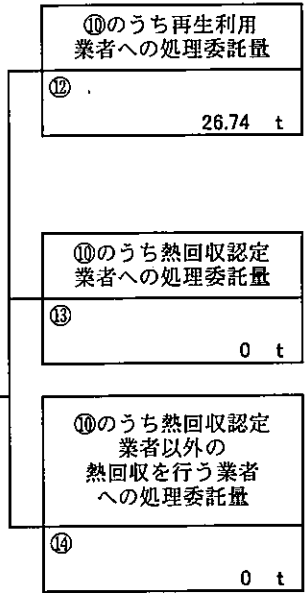 ⑩のうち再生利用
業者への処理委託量
⑫
26.74 t
⑩のうち熱回収認定
業者への処理委託量
⑬
0 t
⑩のうち熱回収認定
業者以外の
熱回収を行う業者
への処理委託量
⑭
0 t